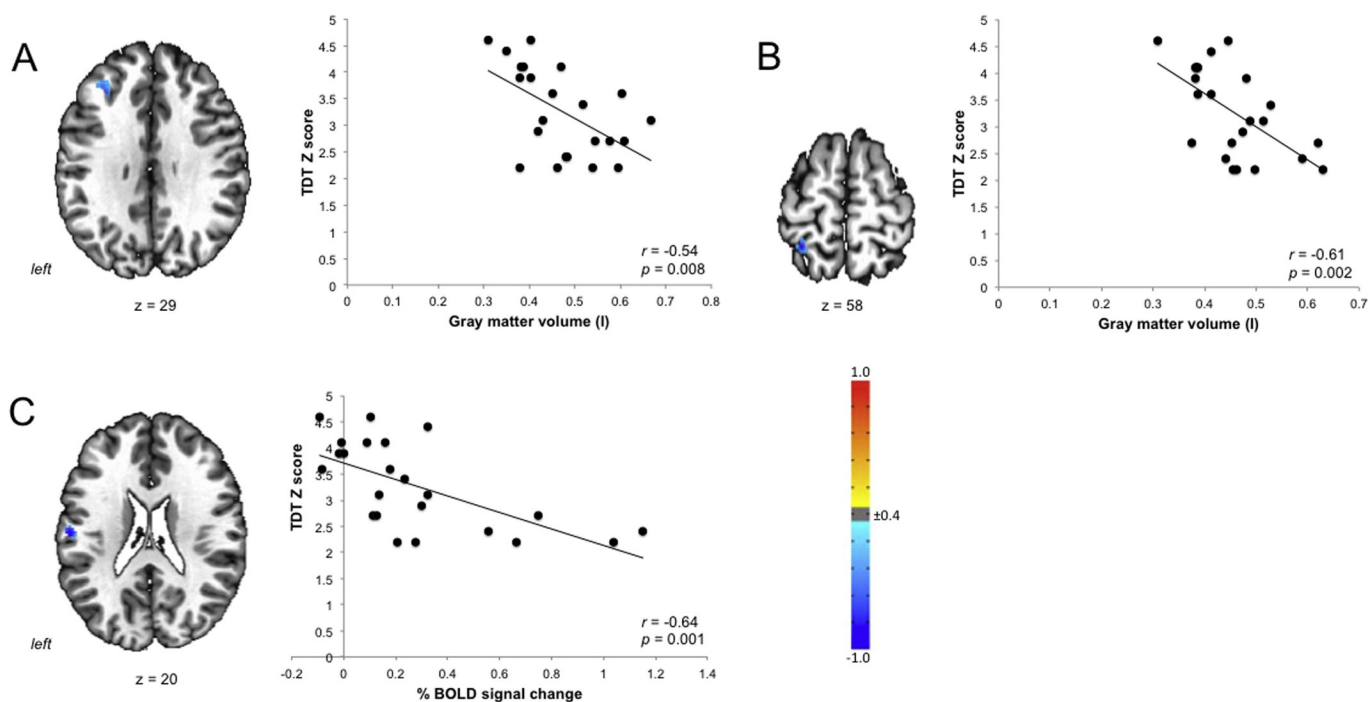 A
left
z = 29
TDT Z score
5
4.5
4
3.5
3
2.5
2
1.5
1
0.5
0
0 0.1 0.2 0.3 0.4 0.5 0.6 0.7 0.8
Gray matter volume (l)
r = -0.54
p = 0.008
B
z = 58
TDT Z score
5
4.5
4
3.5
3
2.5
2
1.5
1
0.5
0
0 0.1 0.2 0.3 0.4 0.5 0.6 0.7
Gray matter volume (l)
r = -0.61
p = 0.002
C
left
z = 20
TDT Z score
5
4.5
4
3.5
3
2.5
2
1.5
1
0.5
0
-0.2 0 0.2 0.4 0.6 0.8 1 1.2 1.4
% BOLD signal change
r = -0.64
p = 0.001
1.0
±0.4
-1.0